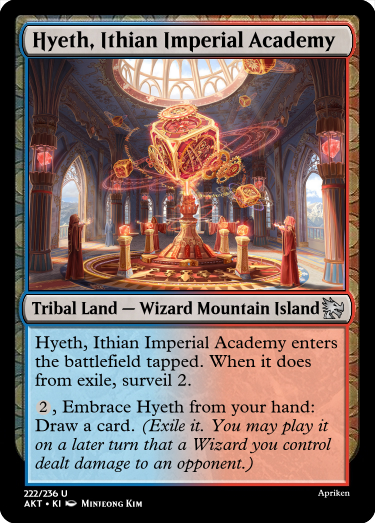 Hyeth, Ithian Imperial Academy
Tribal Land — Wizard Mountain Island
Hyeth, Ithian Imperial Academy enters
the battlefield tapped. When it does
from exile, surveil 2.
2, Embrace Hyeth from your hand:
Draw a card. (Exile it. You may play it
on a later turn that a Wizard you control
dealt damage to an opponent.)
222/236 U
Apriken
AKT • KI Minjeong Kim